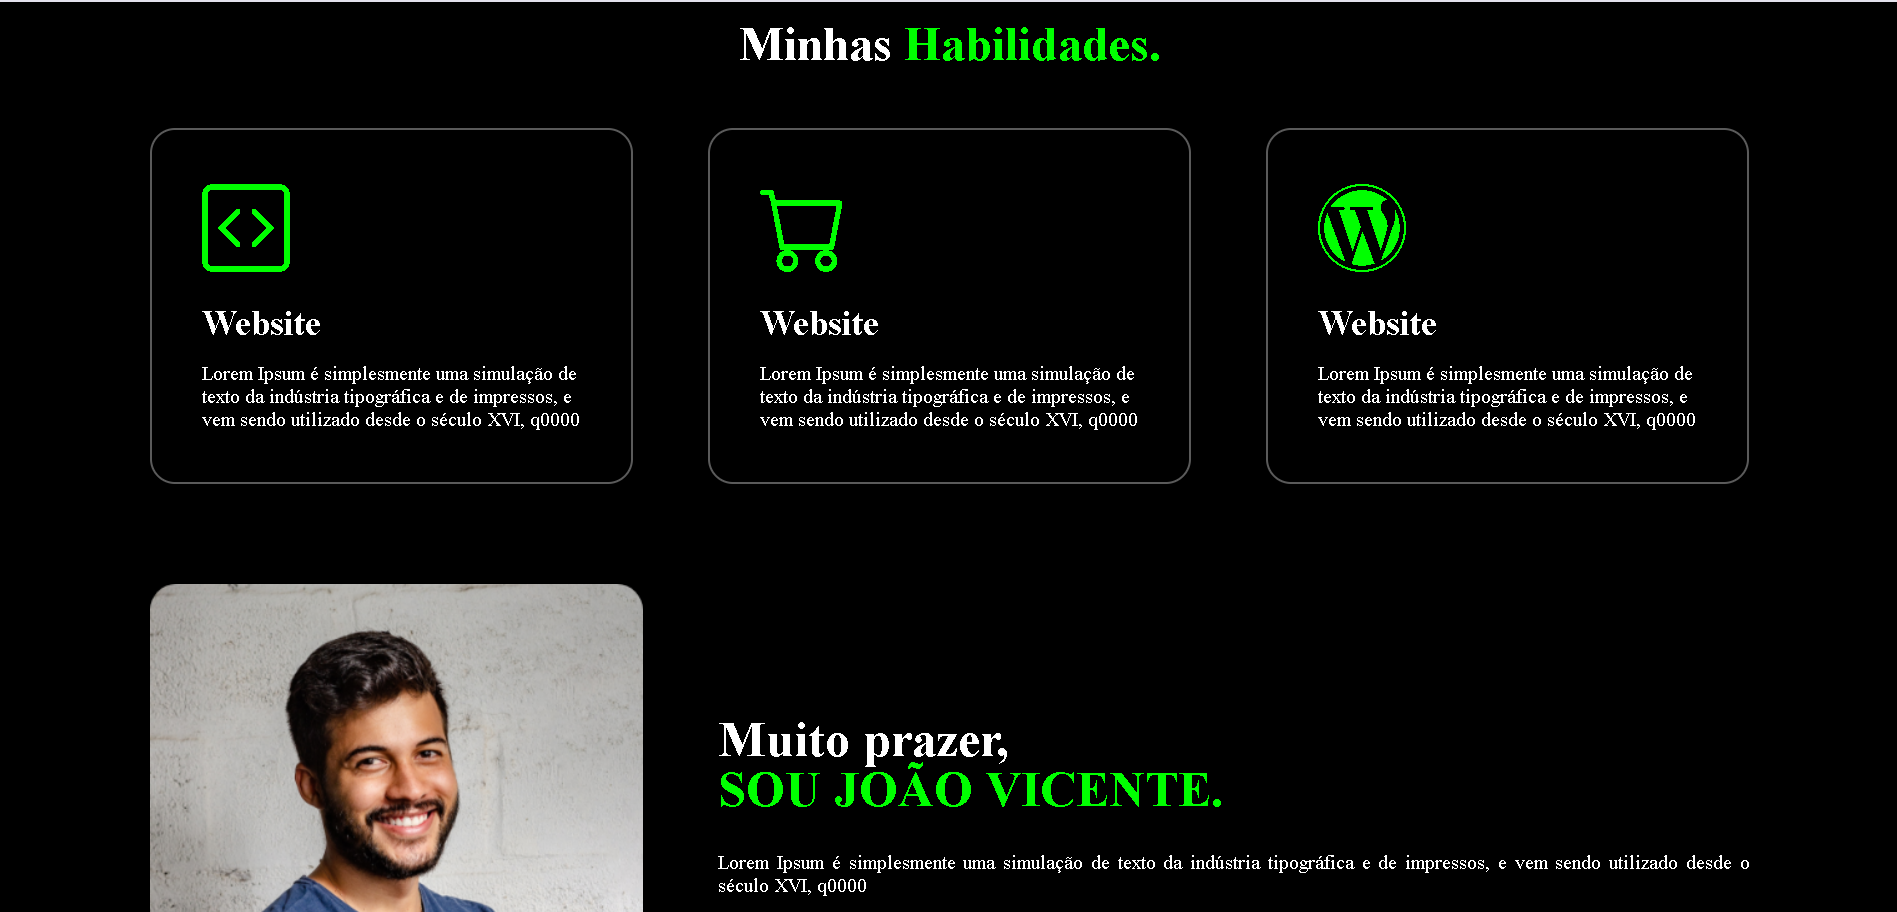 Minhas Habilidades.
Website
Lorem Ipsum é simplesmente uma simulação de
texto da indústria tipográfica e de impressos, e
vem sendo utilizado desde o século XVI, q0000
Website
Lorem Ipsum é simplesmente uma simulação de
texto da indústria tipográfica e de impressos, e
vem sendo utilizado desde o século XVI, q0000
Website
Lorem Ipsum é simplesmente uma simulação de
texto da indústria tipográfica e de impressos, e
vem sendo utilizado desde o século XVI, q0000
Muito prazer,
SOU JOÃO VICENTE.
Lorem Ipsum é simplesmente uma simulação de texto da indústria tipográfica e de impressos, e vem sendo utilizado desde o
século XVI, q0000